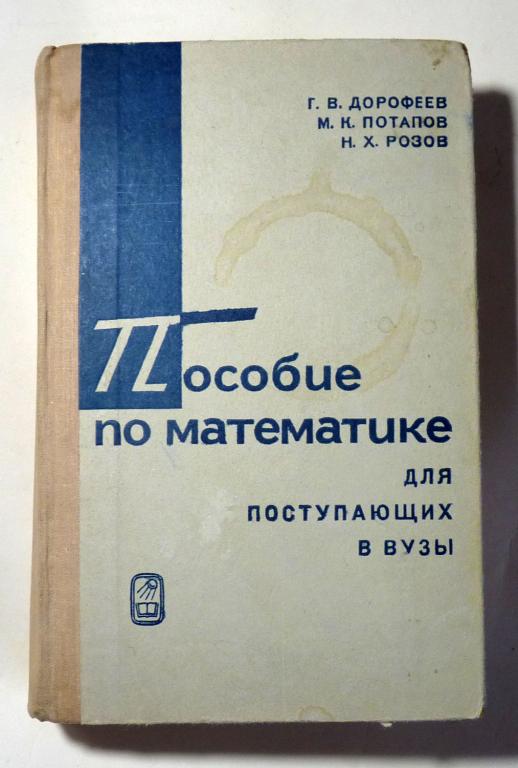 Г. В. ДОРОФЕЕВ
М. К. ПОТАПОВ
Н. Х. РОЗОВ
Пособие
по математике
ДЛЯ
ПОСТУПАЮЩИХ
В ВУЗЫ